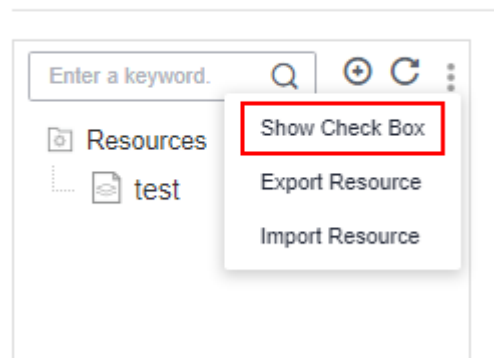 Enter a keyword.
Resources
test
Show Check Box
Export Resource
Import Resource